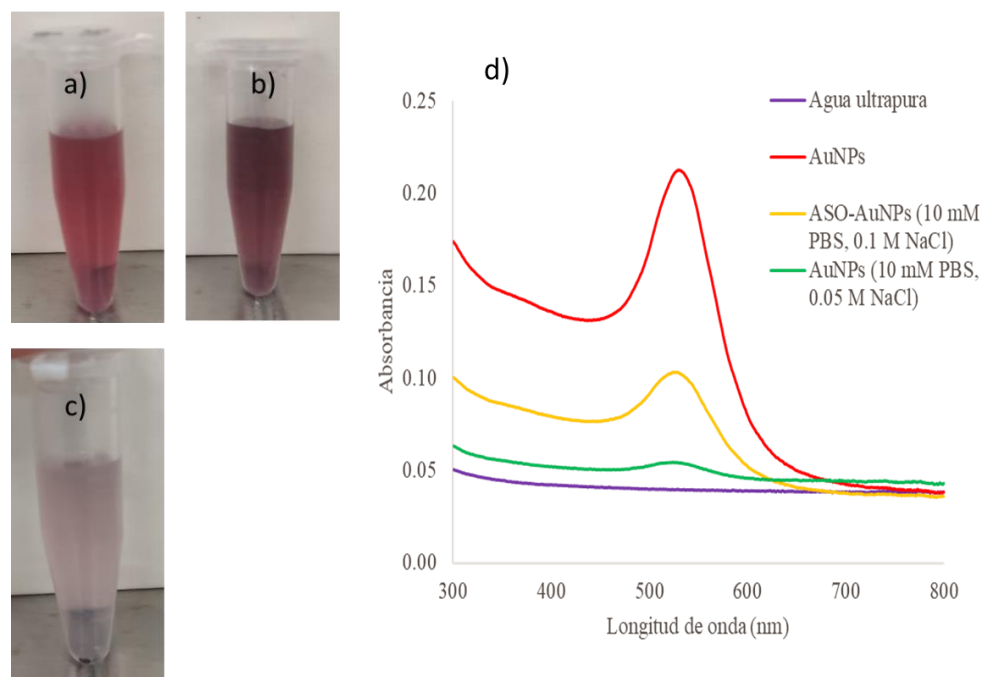 a)
b)
c)
d)
Absorbancia
0.25
0.20
0.15
0.10
0.05
0.00
300
400
500
600
700
800
Longitud de onda (nm)
Agua ultrapura
AuNPs
ASO-AuNPs (10 mM
PBS, 0.1 M NaCl)
AuNPs (10 mM PBS,
0.05 M NaCl)